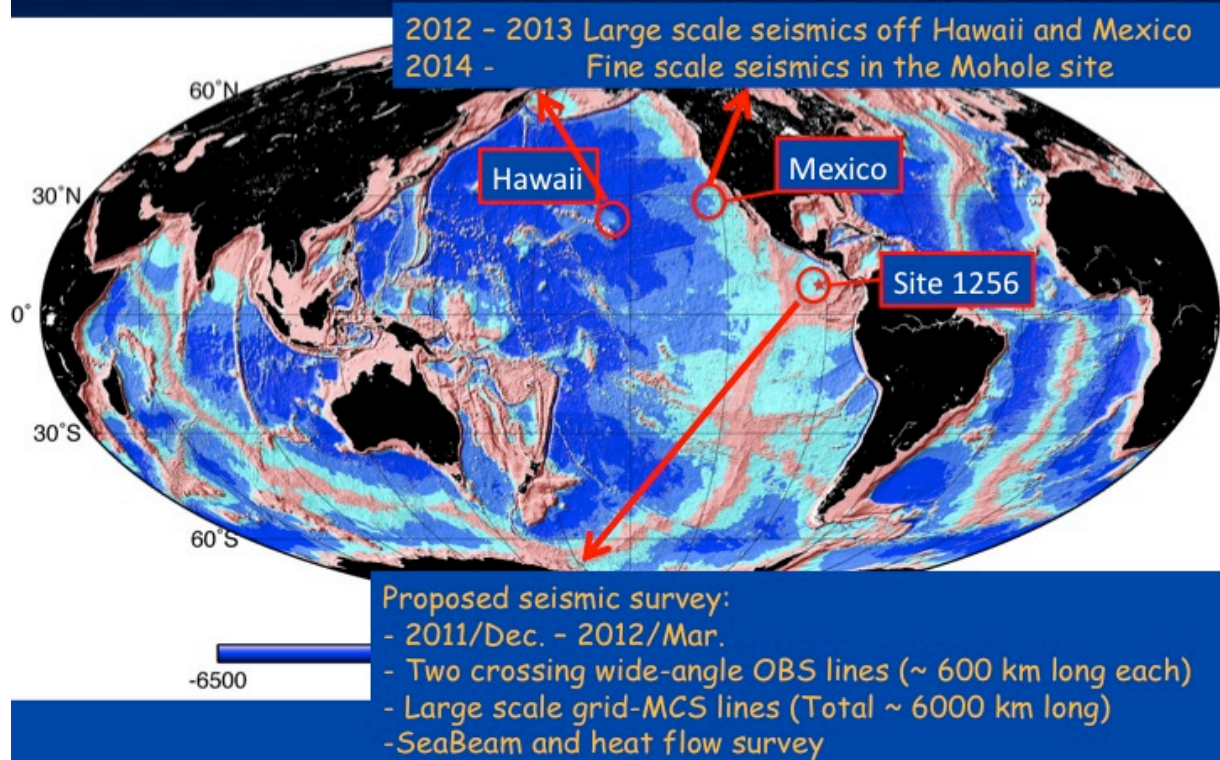 2012 – 2013 Large scale seismics off Hawaii and Mexico
2014 - Fine scale seismics in the Mohole site
60°N
Hawaii
Mexico
30°N
Site 1256
0°
30°S
60°S
Proposed seismic survey:
- 2011/Dec. – 2012/Mar.
- Two crossing wide-angle OBS lines (~ 600 km long each)
- Large scale grid-MCS lines (Total ~ 6000 km long)
-SeaBeam and heat flow survey
-6500